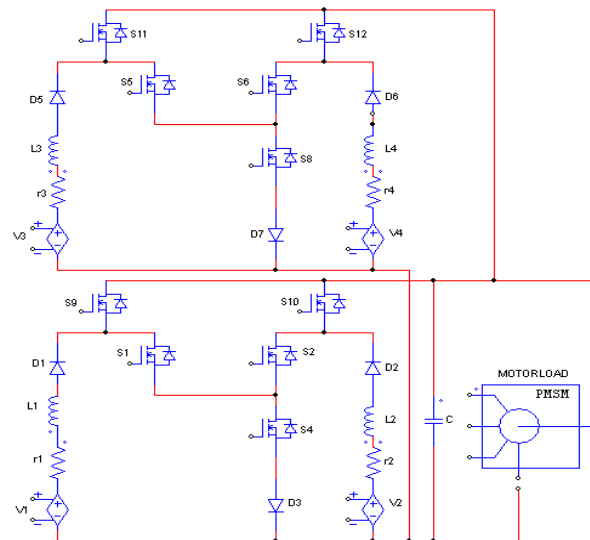 S11
S12
S5
S6
D5
D6
L3
S8
L4
r3
r4
V3
D7
V4
S9
S10
S1
S2
D1
D2
MOTORLOAD
PMSM
L1
L2
S4
C
r1
r2
V1
D3
V2